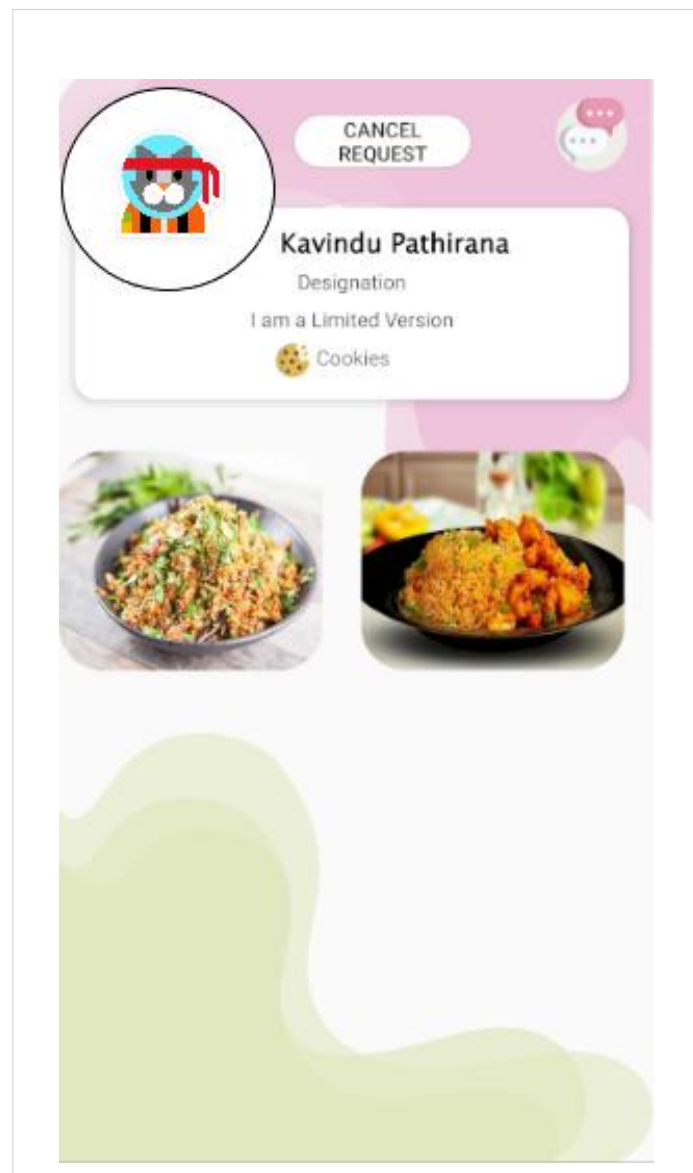 CANCEL
REQUEST
Kavindu Pathirana
Designation
I am a Limited Version
Cookies